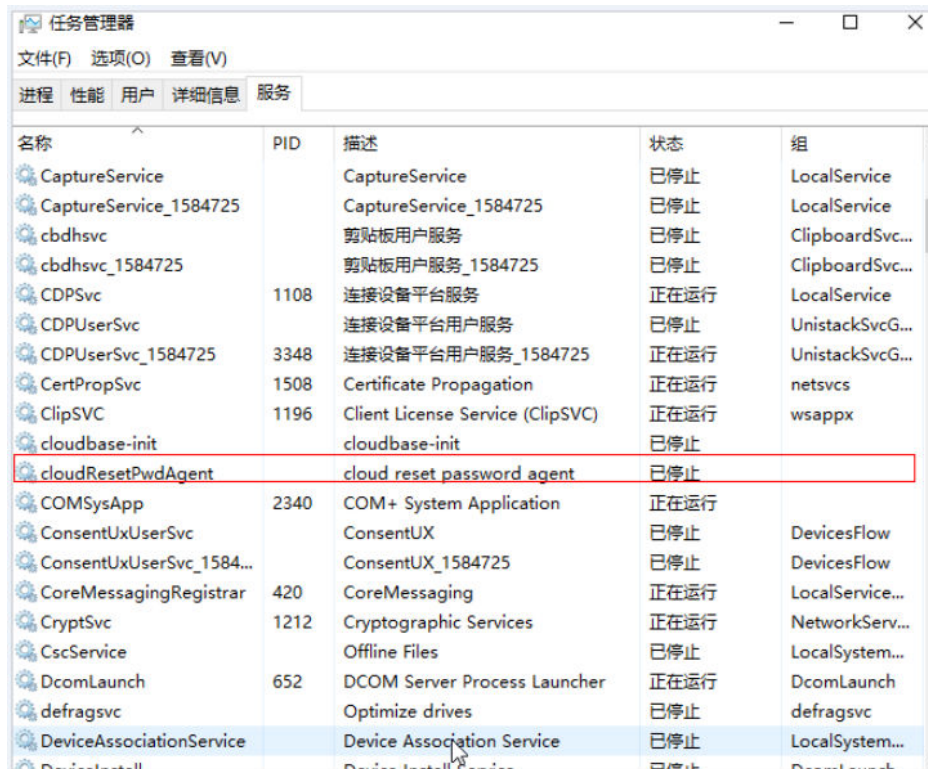 任务管理器
文件(F) 选项(O) 查看(V)
进程 性能 用户 详细信息 服务
名称 PID 描述 状态 组
CaptureService CaptureService 已停止 LocalService
CaptureService_1584725 CaptureService_1584725 已停止 LocalService
cbdhsvc 剪贴板用户服务 已停止 ClipboardSvc...
cbdhsvc_1584725 剪贴板用户服务_1584725 已停止 ClipboardSvc...
CDPSvc 1108 连接设备平台服务 正在运行 LocalService
CDPUserSvc 连接设备平台用户服务 已停止 UnistackSvcG...
CDPUserSvc_1584725 3348 连接设备平台用户服务_1584725 正在运行 UnistackSvcG...
CertPropSvc 1508 Certificate Propagation 正在运行 netsvcs
ClipSVC 1196 Client License Service (ClipSVC) 正在运行 wsappx
cloudbase-init cloudbase-init 已停止
cloudResetPwdAgent cloud reset password agent 已停止
COMSysApp 2340 COM+ System Application 正在运行
ConsentUxUserSvc ConsentUX 已停止 DevicesFlow
ConsentUxUserSvc_1584... ConsentUX_1584725 已停止 DevicesFlow
CoreMessagingRegistrar 420 CoreMessaging 正在运行 LocalService...
CryptSvc 1212 Cryptographic Services 正在运行 NetworkServ...
CscService Offline Files 已停止 LocalSystem...
DcomLaunch 652 DCOM Server Process Launcher 正在运行 DcomLaunch
defragsvc Optimize drives 已停止 defragsvc
DeviceAssociationService Device Association Service 已停止 LocalSystem...
DeviceInstall Device Install Service 已停止 DcomLaunch